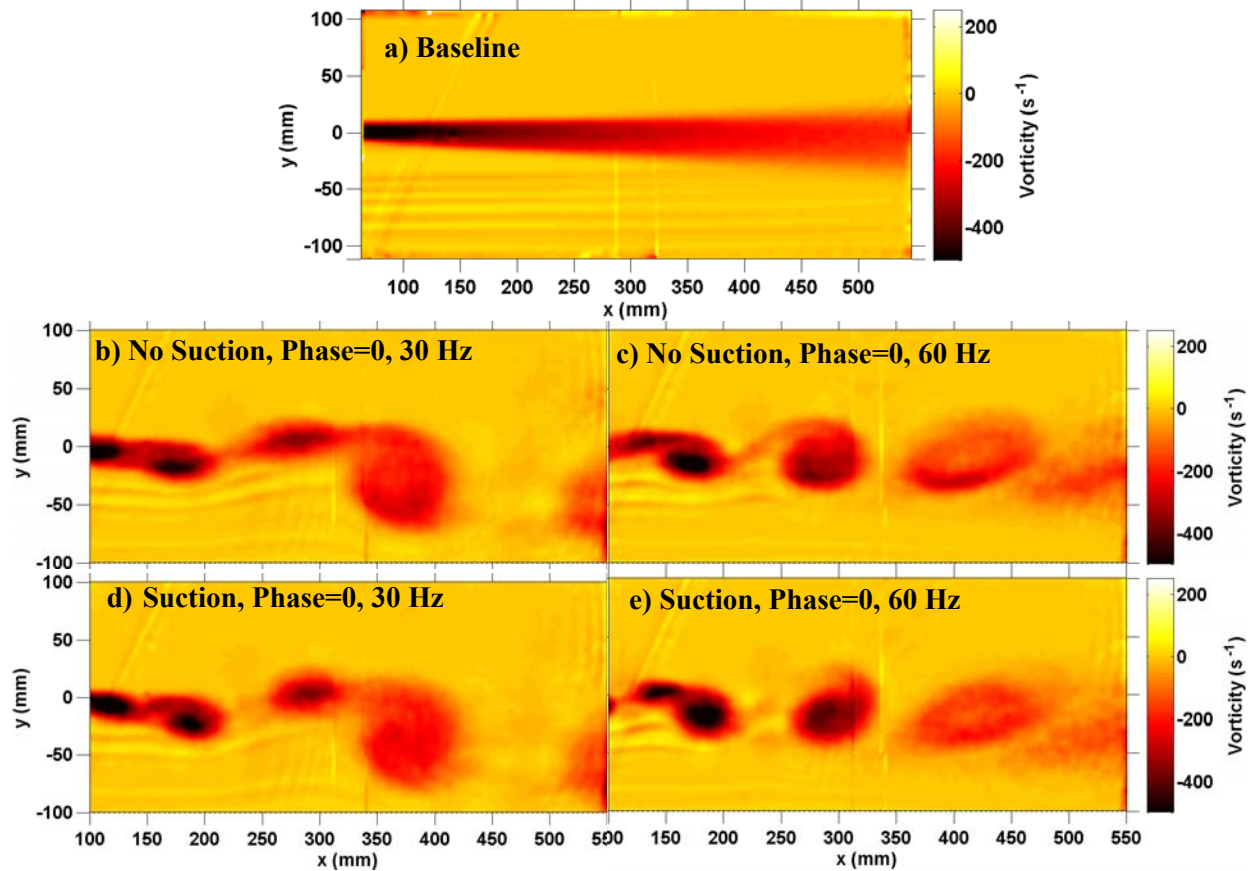 a) Baseline
y (mm)
100
50
0
-50
-100
100 150 200 250 300 350 400 450 500
x (mm)
200
0
-200
-400
Vorticity (s⁻¹)
b) No Suction, Phase=0, 30 Hz
y (mm)
100
50
0
-50
-100
c) No Suction, Phase=0, 60 Hz
200
0
-200
-400
Vorticity (s⁻¹)
d) Suction, Phase=0, 30 Hz
y (mm)
100
50
0
-50
-100
100 150 200 250 300 350 400 450 500 550
x (mm)
e) Suction, Phase=0, 60 Hz
100 150 200 250 300 350 400 450 500 550
x (mm)
200
0
-200
-400
Vorticity (s⁻¹)